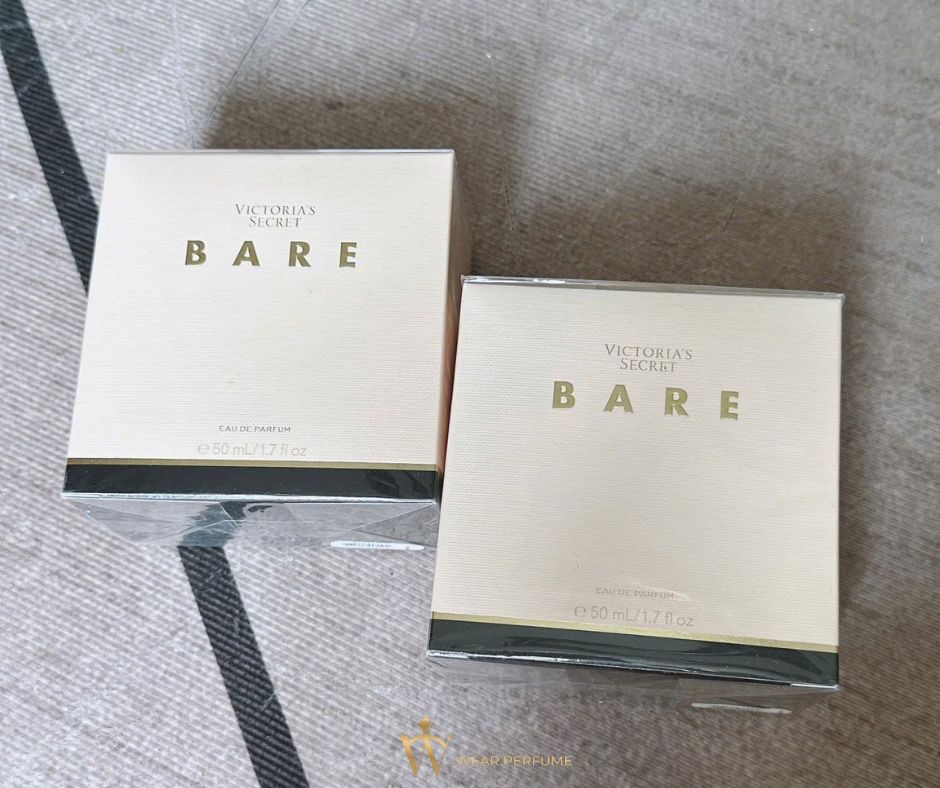 VICTORIA'S
SECRET
BARE
EAU DE PARFUM
℮ 50 mL/1.7 fl oz
VICTORIA'S
SECRET
BARE
EAU DE PARFUM
℮ 50 mL/1.7 fl oz
WEAR PERFUME